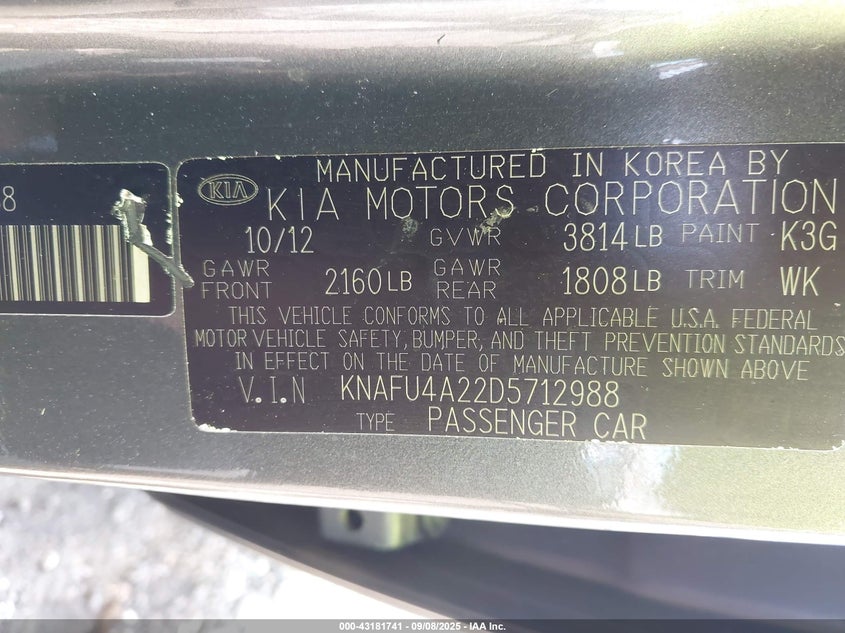 8
KIA
MANUFACTURED IN KOREA BY
KIA MOTORS CORPORATION
10/12 GVWR 3814 LB PAINT K3G
GAWR FRONT 2160 LB GAWR REAR 1808 LB TRIM WK
THIS VEHICLE CONFORMS TO ALL APPLICABLE U.S.A. FEDERAL
MOTOR VEHICLE SAFETY, BUMPER, AND THEFT PREVENTION STANDARDS
IN EFFECT ON THE DATE OF MANUFACTURE SHOWN ABOVE
V.I.N KNAFU4A22D5712988
TYPE PASSENGER CAR
000-43181741 - 09/08/2025 - IAA, Inc.